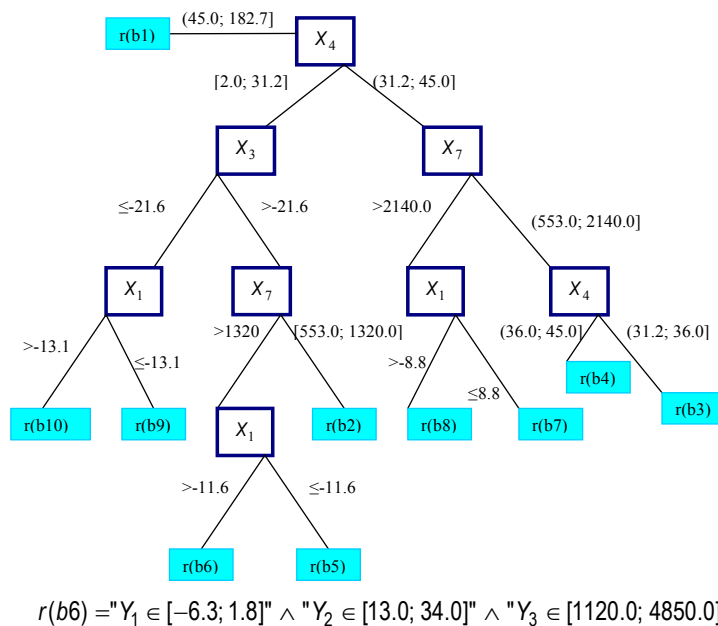 (45.0; 182.7]
r(b1)
X4
[2.0; 31.2]
(31.2; 45.0]
X3
X7
≤-21.6
>-21.6
>2140.0
(553.0; 2140.0]
X1
X7
X1
X4
>-13.1
≤-13.1
>1320
[553.0; 1320.0]
>-8.8
≤8.8
(36.0; 45.0]
(31.2; 36.0]
r(b4)
r(b10)
r(b9)
X1
r(b2)
r(b8)
r(b7)
r(b3)
>-11.6
≤-11.6
r(b6)
r(b5)
r(b6) ="Y1 ∈ [−6.3; 1.8]" ∧ "Y2 ∈ [13.0; 34.0]" ∧ "Y3 ∈ [1120.0; 4850.0]